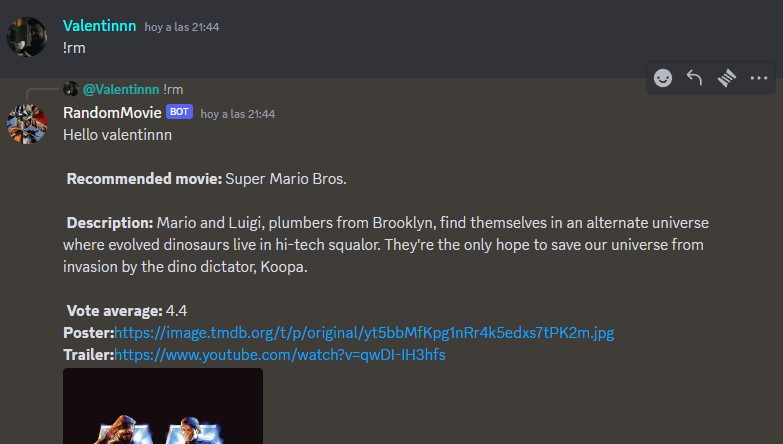 Valentinnn hoy a las 21:44
!rm
@Valentinnn !rm
RandomMovie BOT hoy a las 21:44
Hello valentinnn
Recommended movie: Super Mario Bros.
Description: Mario and Luigi, plumbers from Brooklyn, find themselves in an alternate universe
where evolved dinosaurs live in hi-tech squalor. They're the only hope to save our universe from
invasion by the dino dictator, Koopa.
Vote average: 4.4
Poster:https://image.tmdb.org/t/p/original/yt5bbMfKpg1nRr4k5edxs7tPK2m.jpg
Trailer:https://www.youtube.com/watch?v=qwDI-IH3hfs